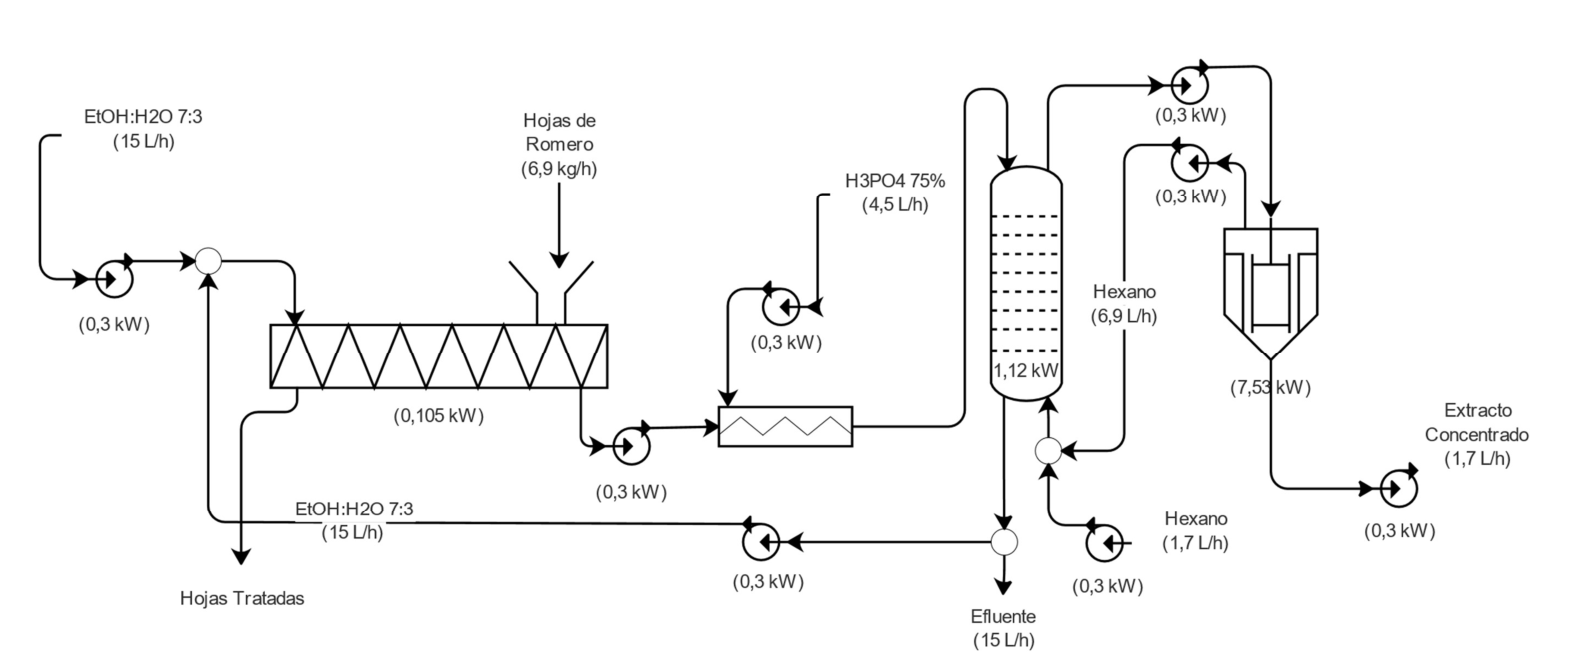 EtOH:H2O 7:3
(15 L/h)
(0,3 kW)
Hojas de
Romero
(6,9 kg/h)
(0,105 kW)
(0,3 kW)
H3PO4 75%
(4,5 L/h)
(0,3 kW)
1,12 kW
(0,3 kW)
(0,3 kW)
Hexano
(6,9 L/h)
(7,53 kW)
Extracto
Concentrado
(1,7 L/h)
(0,3 kW)
Hexano
(1,7 L/h)
(0,3 kW)
EtOH:H2O 7:3
(15 L/h)
(0,3 kW)
Hojas Tratadas
Efluente
(15 L/h)